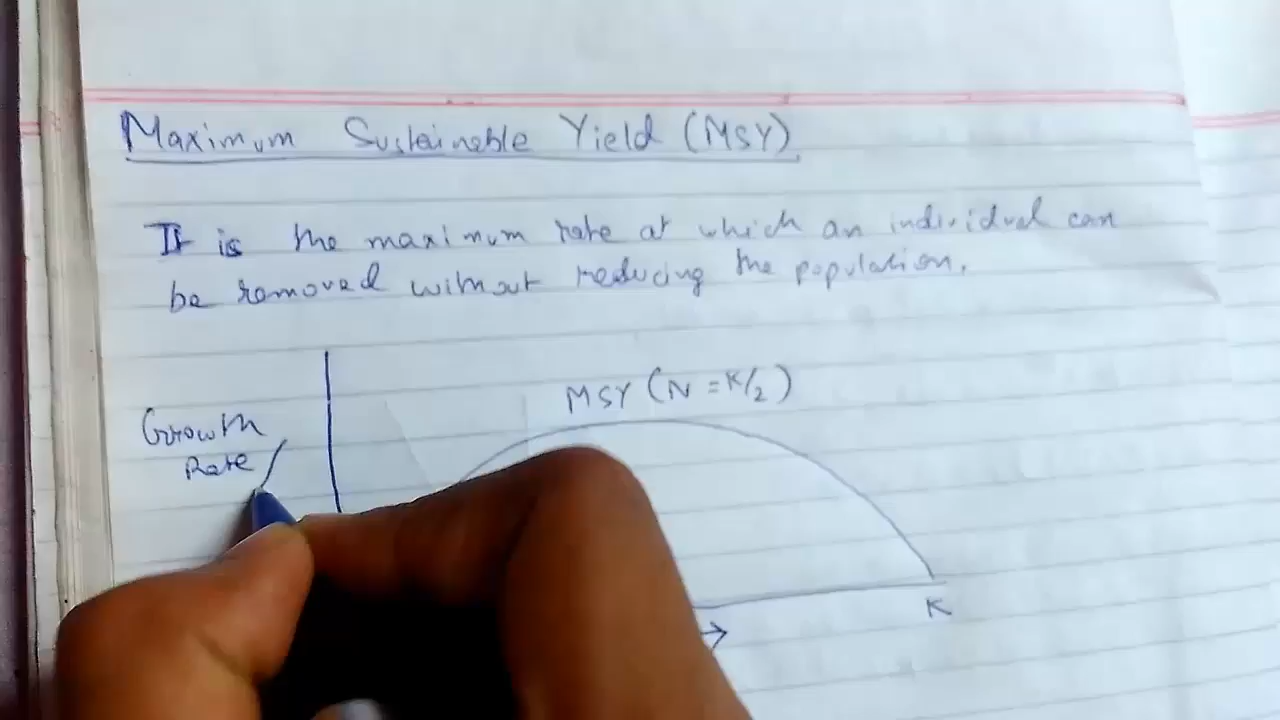 Maximum Sustainable Yield (MSY)
It is the maximum rate at which an individual can
be removed without reducing the population.
MSY (N = K/2)
Growth
Rate /
K